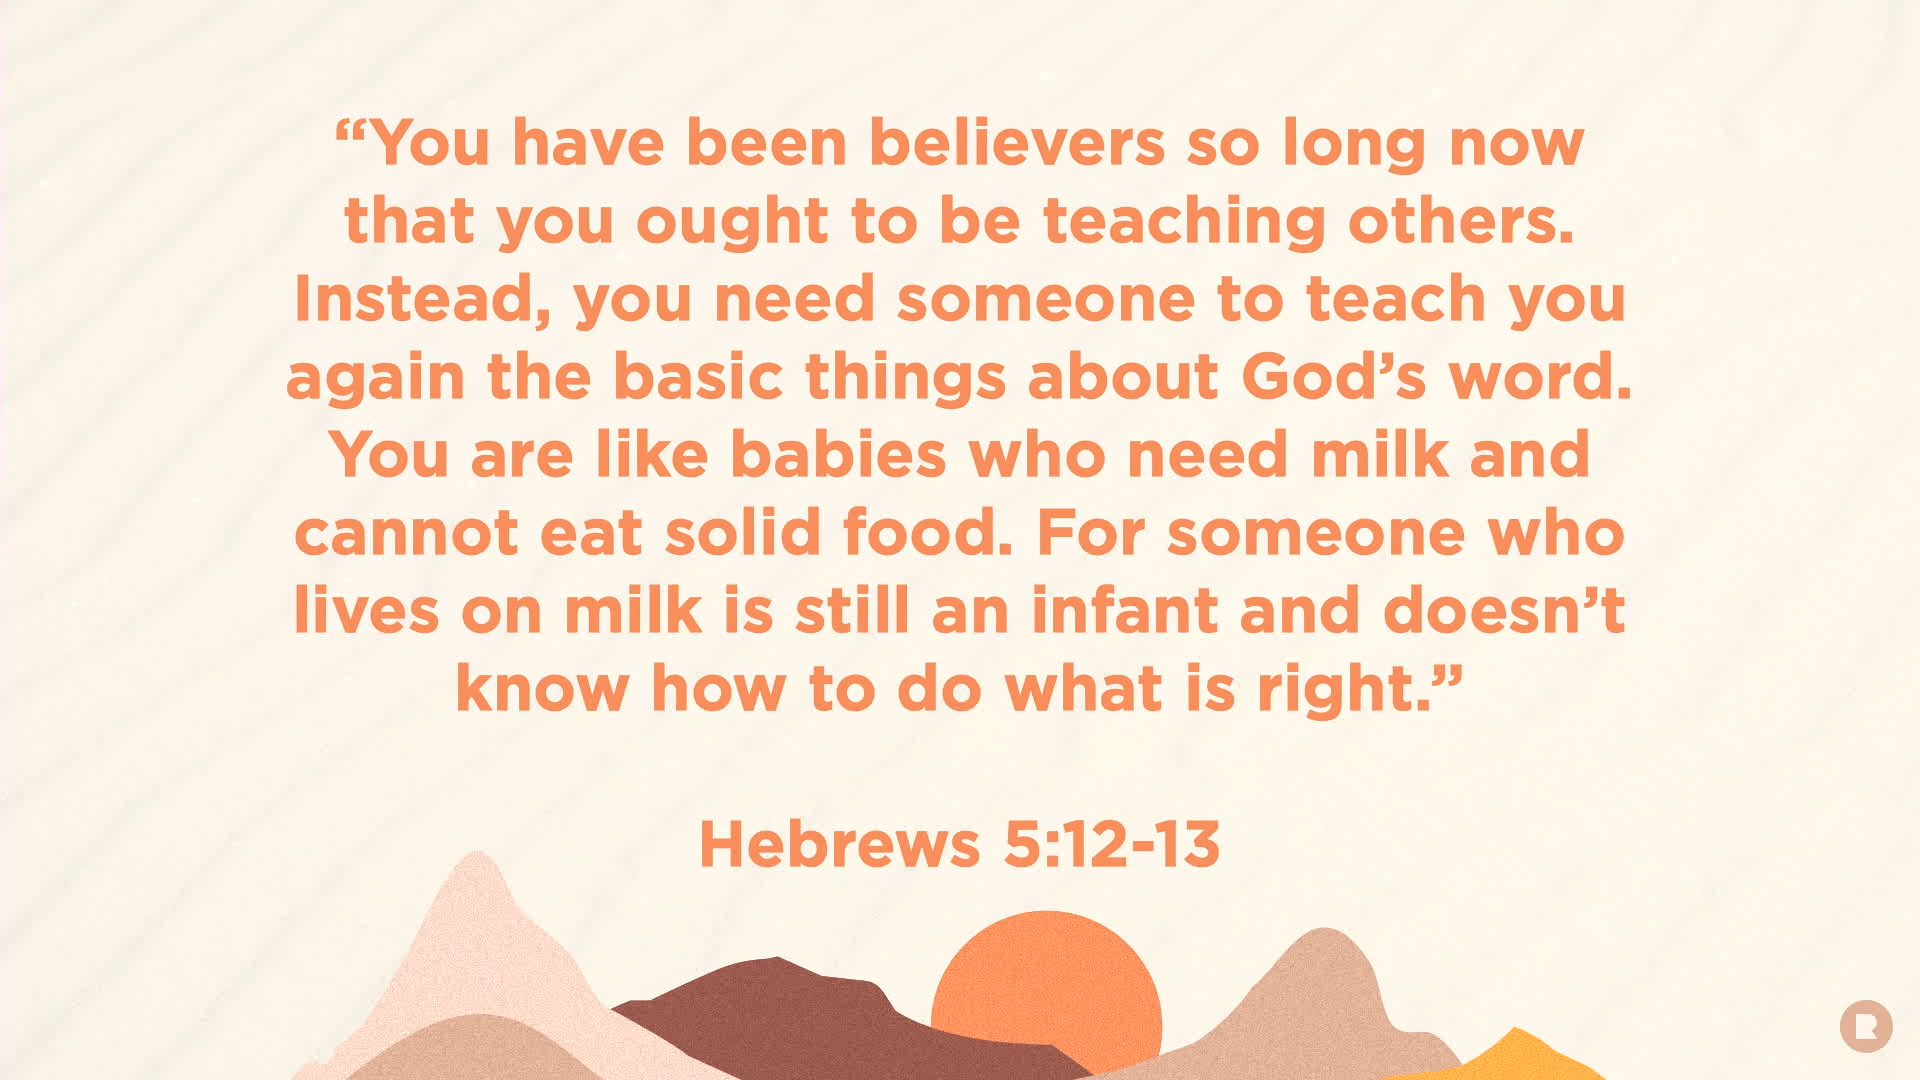 “You have been believers so long now
that you ought to be teaching others.
Instead, you need someone to teach you
again the basic things about God’s word.
You are like babies who need milk and
cannot eat solid food. For someone who
lives on milk is still an infant and doesn’t
know how to do what is right.”
Hebrews 5:12-13
R